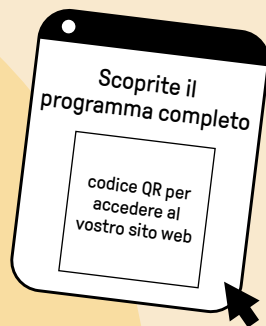 Scoprite il
programma completo
codice QR per
accedere al
vostro sito web